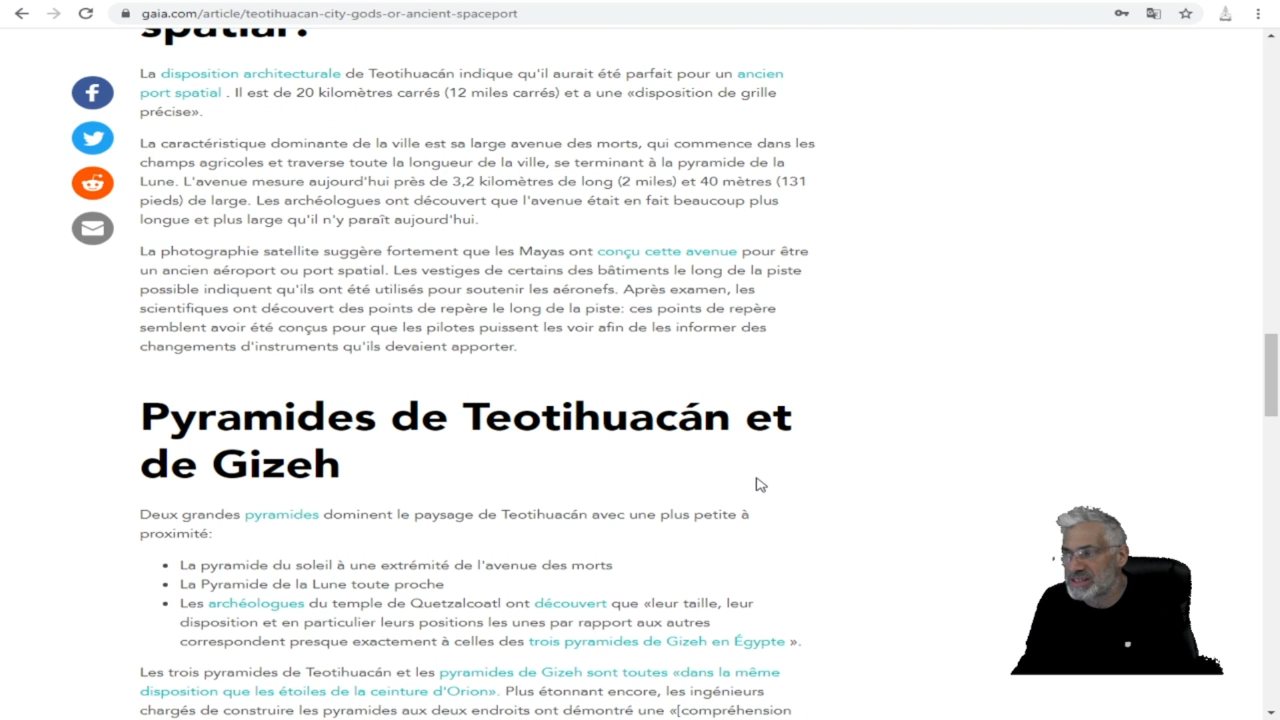 gaia.com/article/teotihuacan-city-gods-or-ancient-spaceport
spatial?
La disposition architecturale de Teotihuacán indique qu'il aurait été parfait pour un ancien
port spatial . Il est de 20 kilomètres carrés (12 miles carrés) et a une «disposition de grille
précise».
La caractéristique dominante de la ville est sa large avenue des morts, qui commence dans les
champs agricoles et traverse toute la longueur de la ville, se terminant à la pyramide de la
Lune. L'avenue mesure aujourd'hui près de 3,2 kilomètres de long (2 miles) et 40 mètres (131
pieds) de large. Les archéologues ont découvert que l'avenue était en fait beaucoup plus
longue et plus large qu'il n'y paraît aujourd'hui.
La photographie satellite suggère fortement que les Mayas ont conçu cette avenue pour être
un ancien aéroport ou port spatial. Les vestiges de certains des bâtiments le long de la piste
possible indiquent qu'ils ont été utilisés pour soutenir les aéronefs. Après examen, les
scientifiques ont découvert des points de repère le long de la piste: ces points de repère
semblent avoir été conçus pour que les pilotes puissent les voir afin de les informer des
changements d'instruments qu'ils devaient apporter.
Pyramides de Teotihuacán et
de Gizeh
Deux grandes pyramides dominent le paysage de Teotihuacán avec une plus petite à
proximité:
• La pyramide du soleil à une extrémité de l'avenue des morts
• La Pyramide de la Lune toute proche
• Les archéologues du temple de Quetzalcoatl ont découvert que «leur taille, leur
disposition et en particulier leurs positions les unes par rapport aux autres
correspondent presque exactement à celles des trois pyramides de Gizeh en Égypte ».
Les trois pyramides de Teotihuacán et les pyramides de Gizeh sont toutes «dans la même
disposition que les étoiles de la ceinture d'Orion». Plus étonnant encore, les ingénieurs
chargés de construire les pyramides aux deux endroits ont démontré une «[compréhension